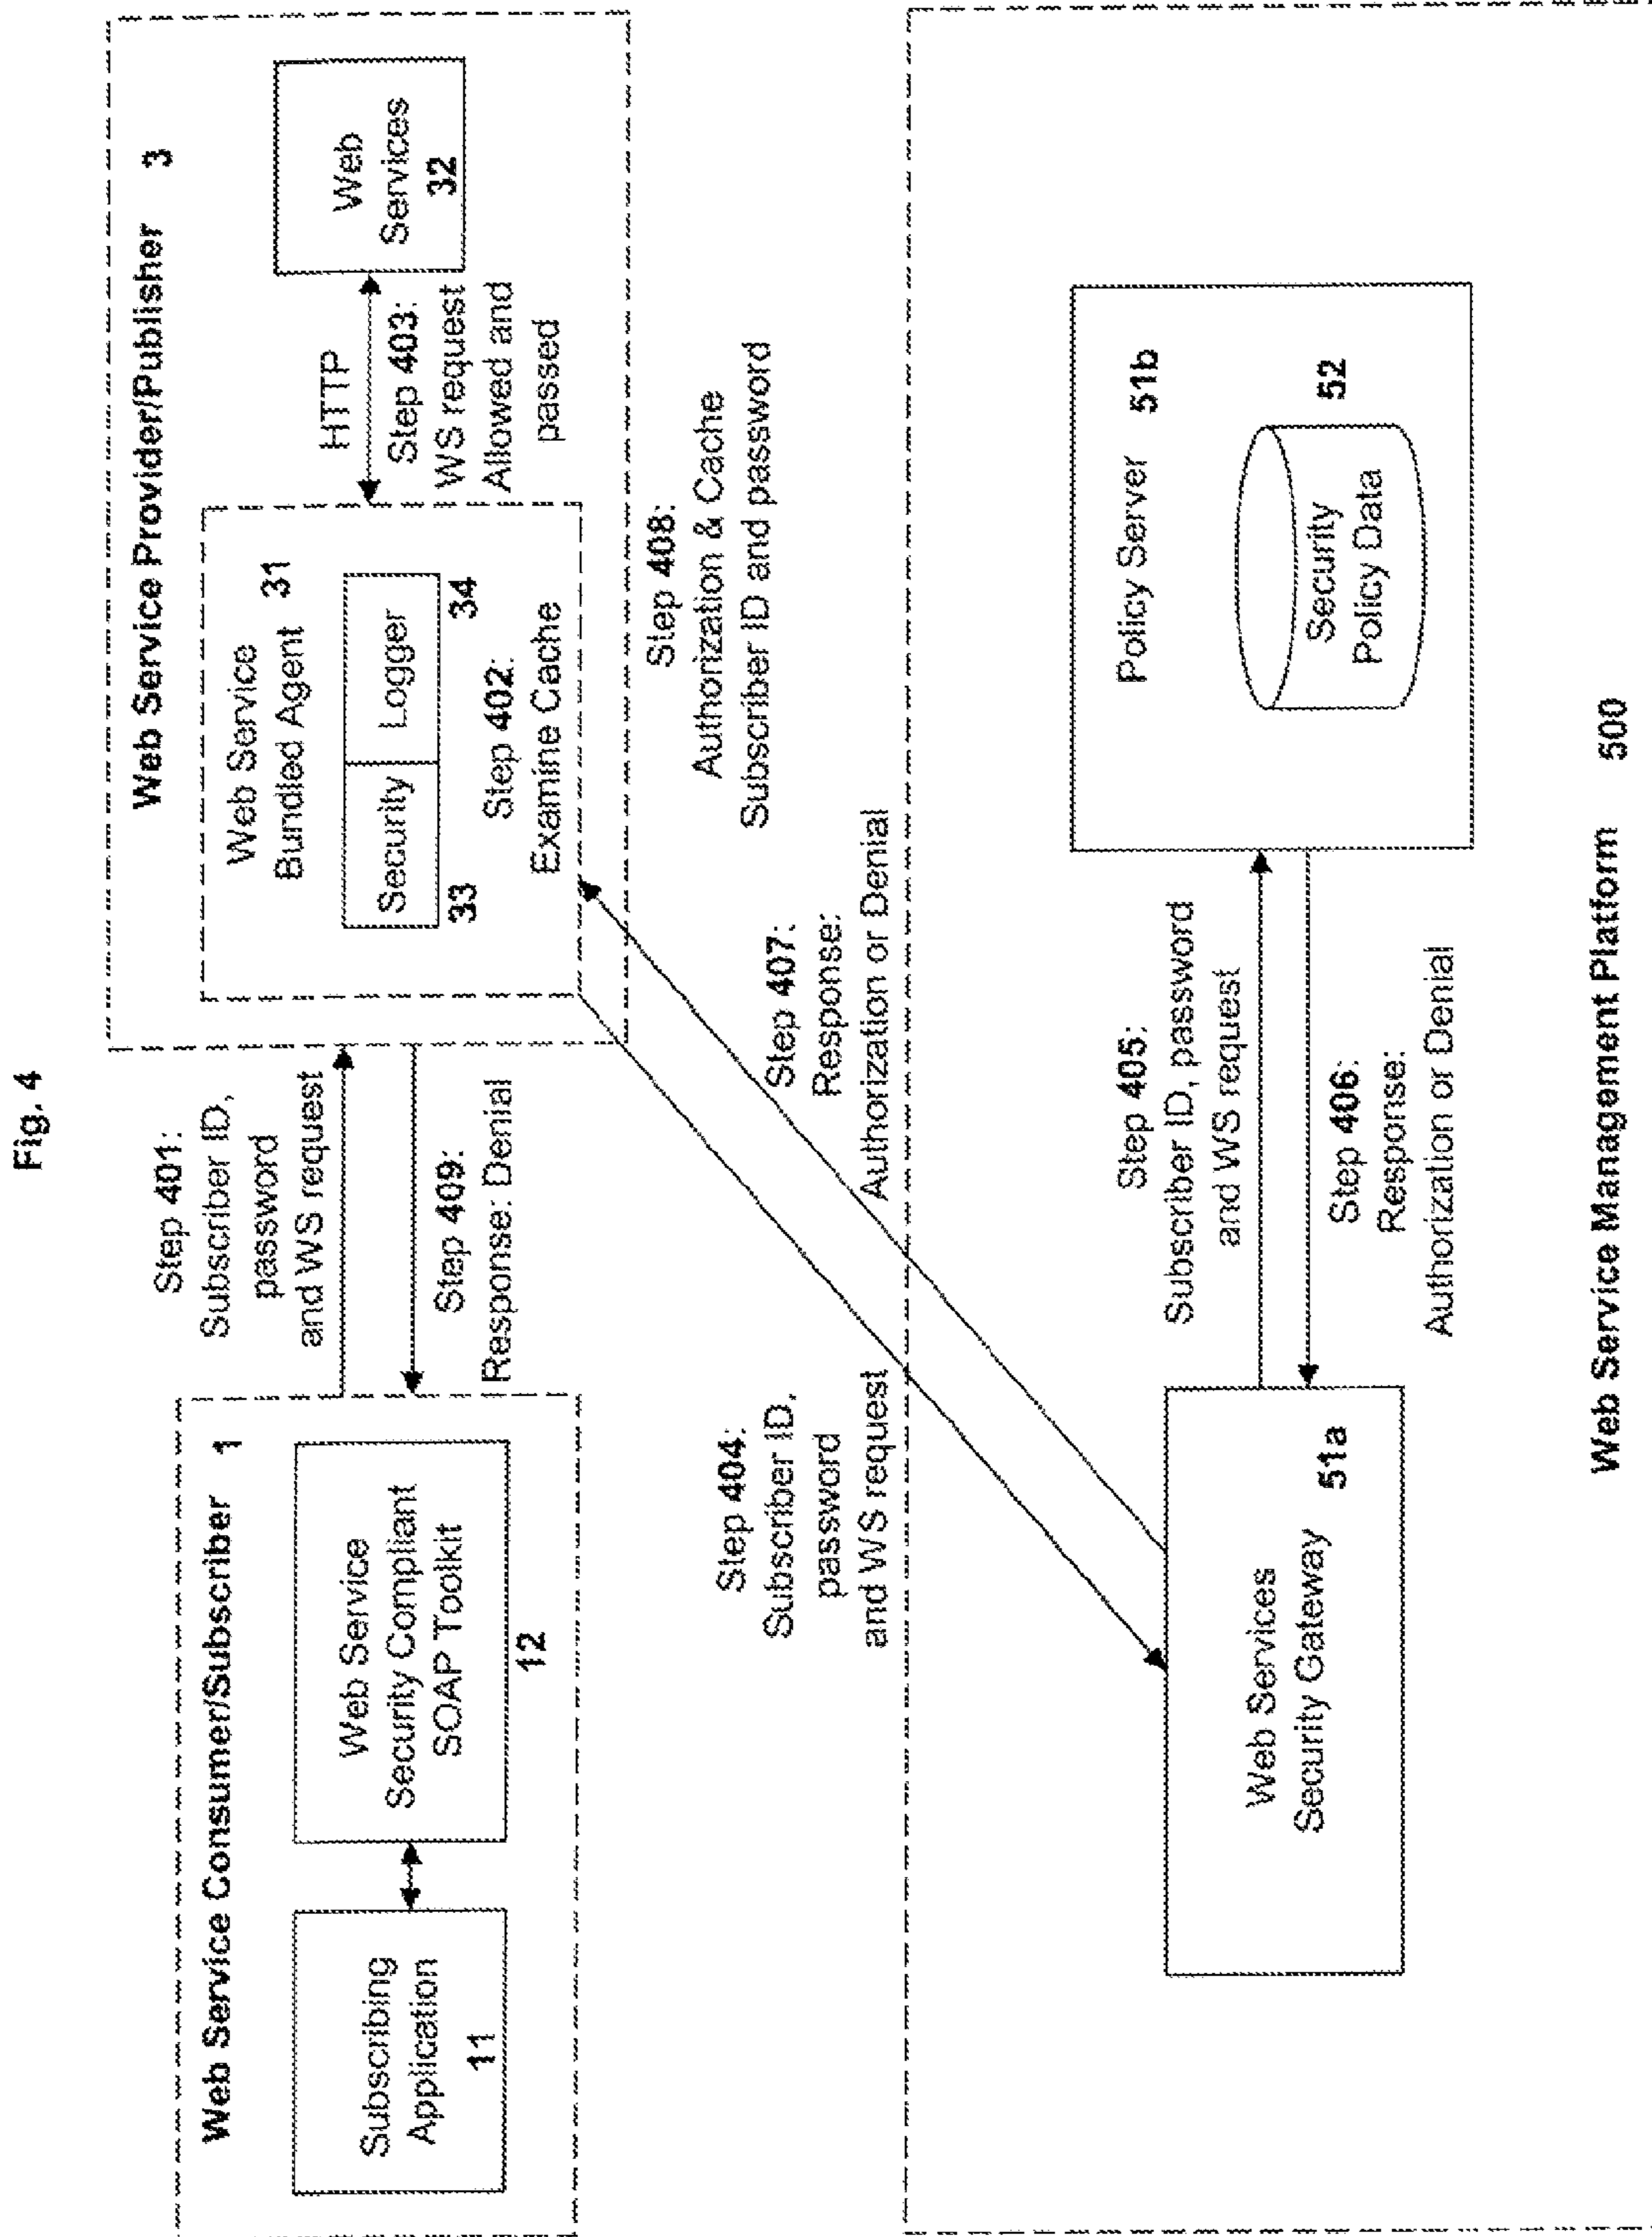 Fig. 4
Web Service Consumer/Subscriber 1
Subscribing
Application
11
Web Service
Security Compliant
SOAP Toolkit
12
Step 401:
Subscriber ID,
password
and WS request
Step 409:
Response: Denial
Web Service Provider/Publisher 3
Web Service
Bundled Agent 31
Security
Logger
33
34
Step 402:
Examine Cache
HTTP
Step 403:
WS request
Allowed and
passed
Web
Services
32
Step 404:
Subscriber ID,
password
and WS request
Step 407:
Response:
Authorization or Denial
Step 408:
Authorization & Cache
Subscriber ID and password
Web Services
Security Gateway
51a
Step 405:
Subscriber ID, password
and WS request
Step 406:
Response:
Authorization or Denial
Policy Server 51b
Security
Policy Data
52
Web Service Management Platform 500